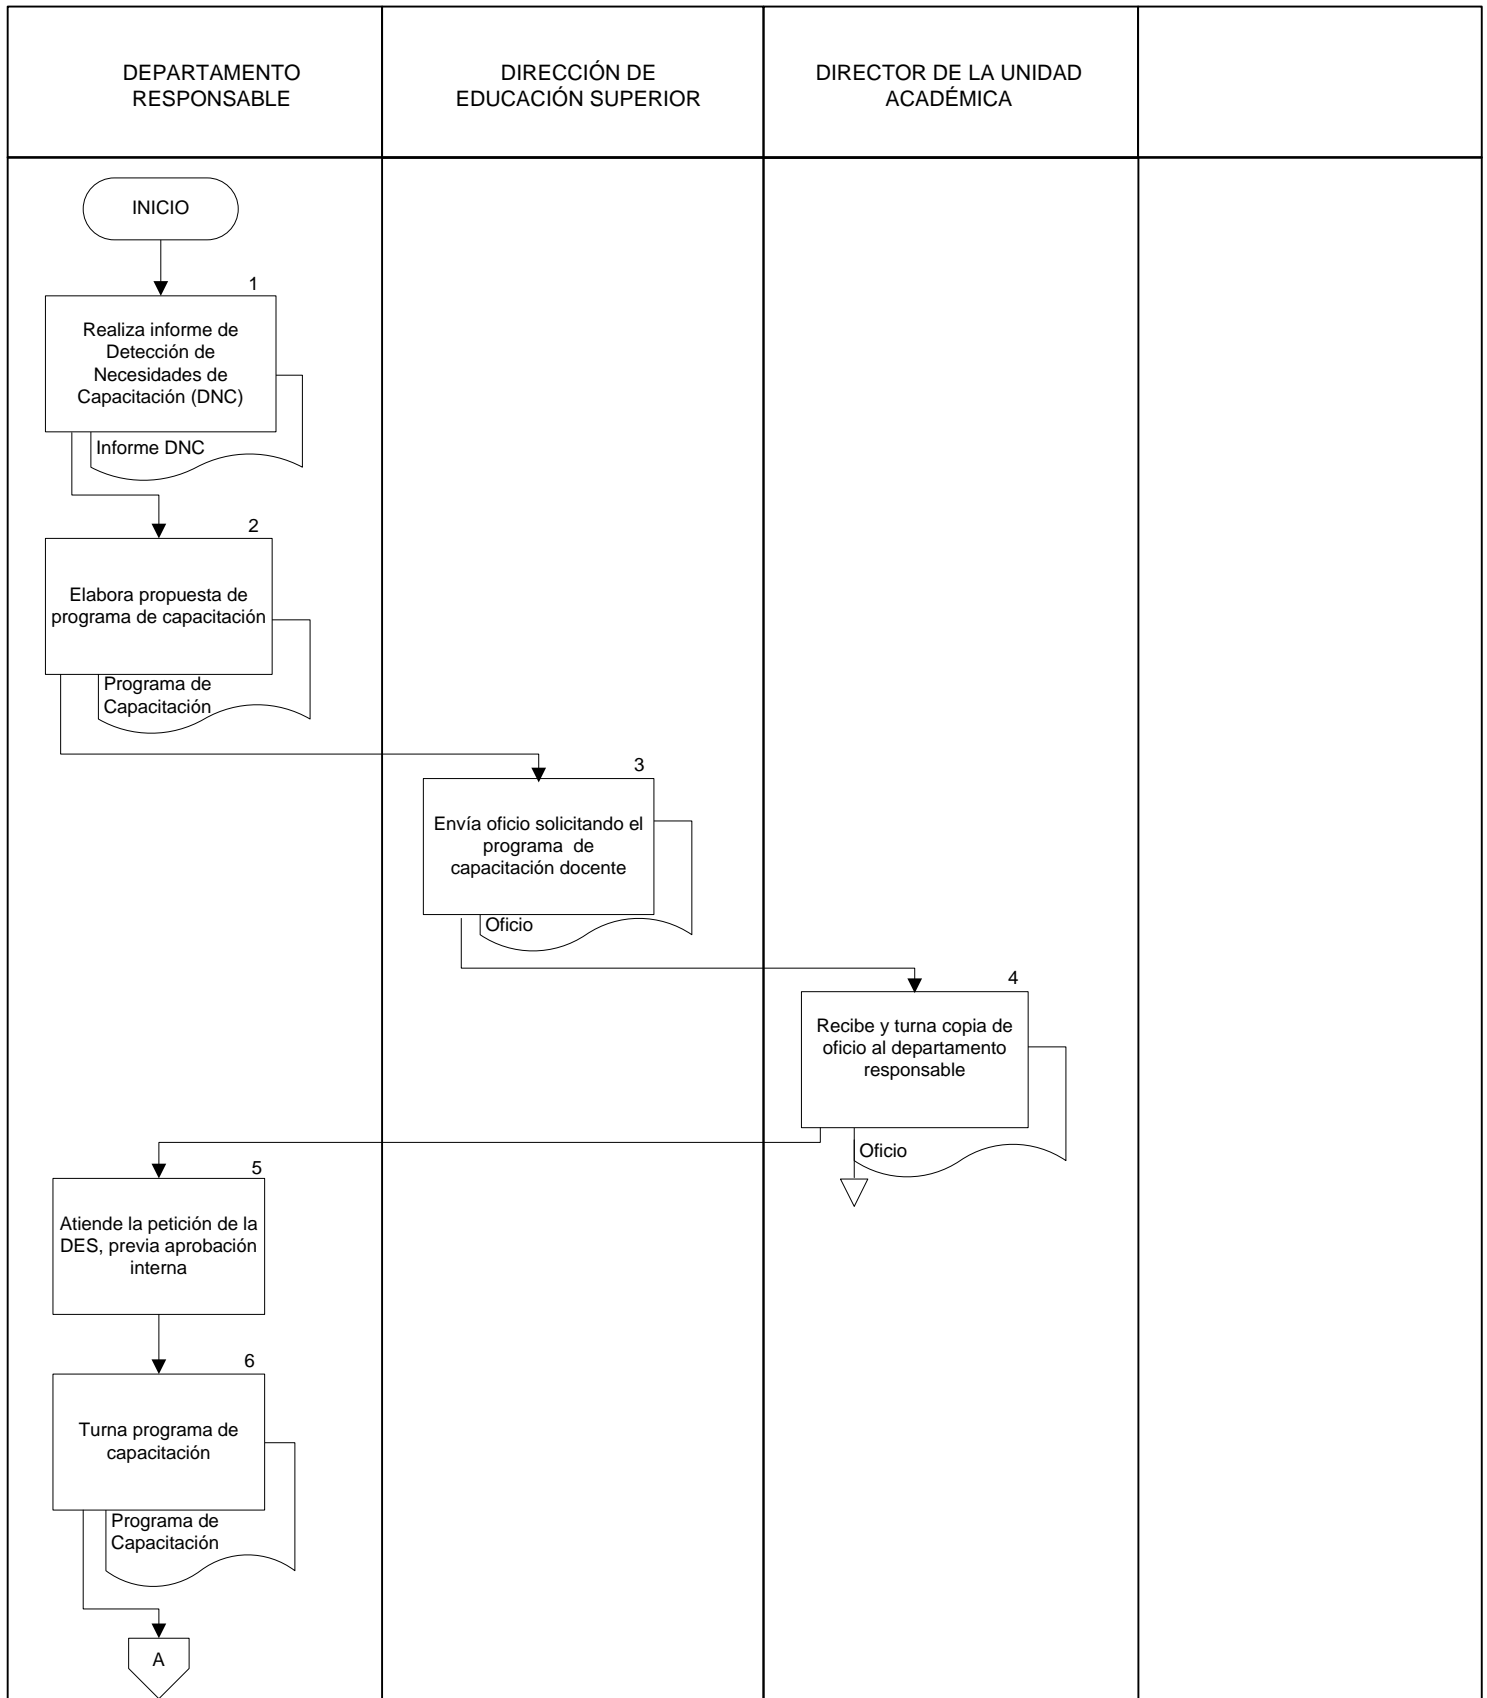 DEPARTAMENTO
RESPONSABLE
DIRECCIÓN DE
EDUCACIÓN SUPERIOR
DIRECTOR DE LA UNIDAD
ACADÉMICA
INICIO
1
Realiza informe de
Detección de
Necesidades de
Capacitación (DNC)
Informe DNC
2
Elabora propuesta de
programa de capacitación
Programa de
Capacitación
3
Envía oficio solicitando el
programa de
capacitación docente
Oficio
4
Recibe y turna copia de
oficio al departamento
responsable
Oficio
5
Atiende la petición de la
DES, previa aprobación
interna
6
Turna programa de
capacitación
Programa de
Capacitación
A